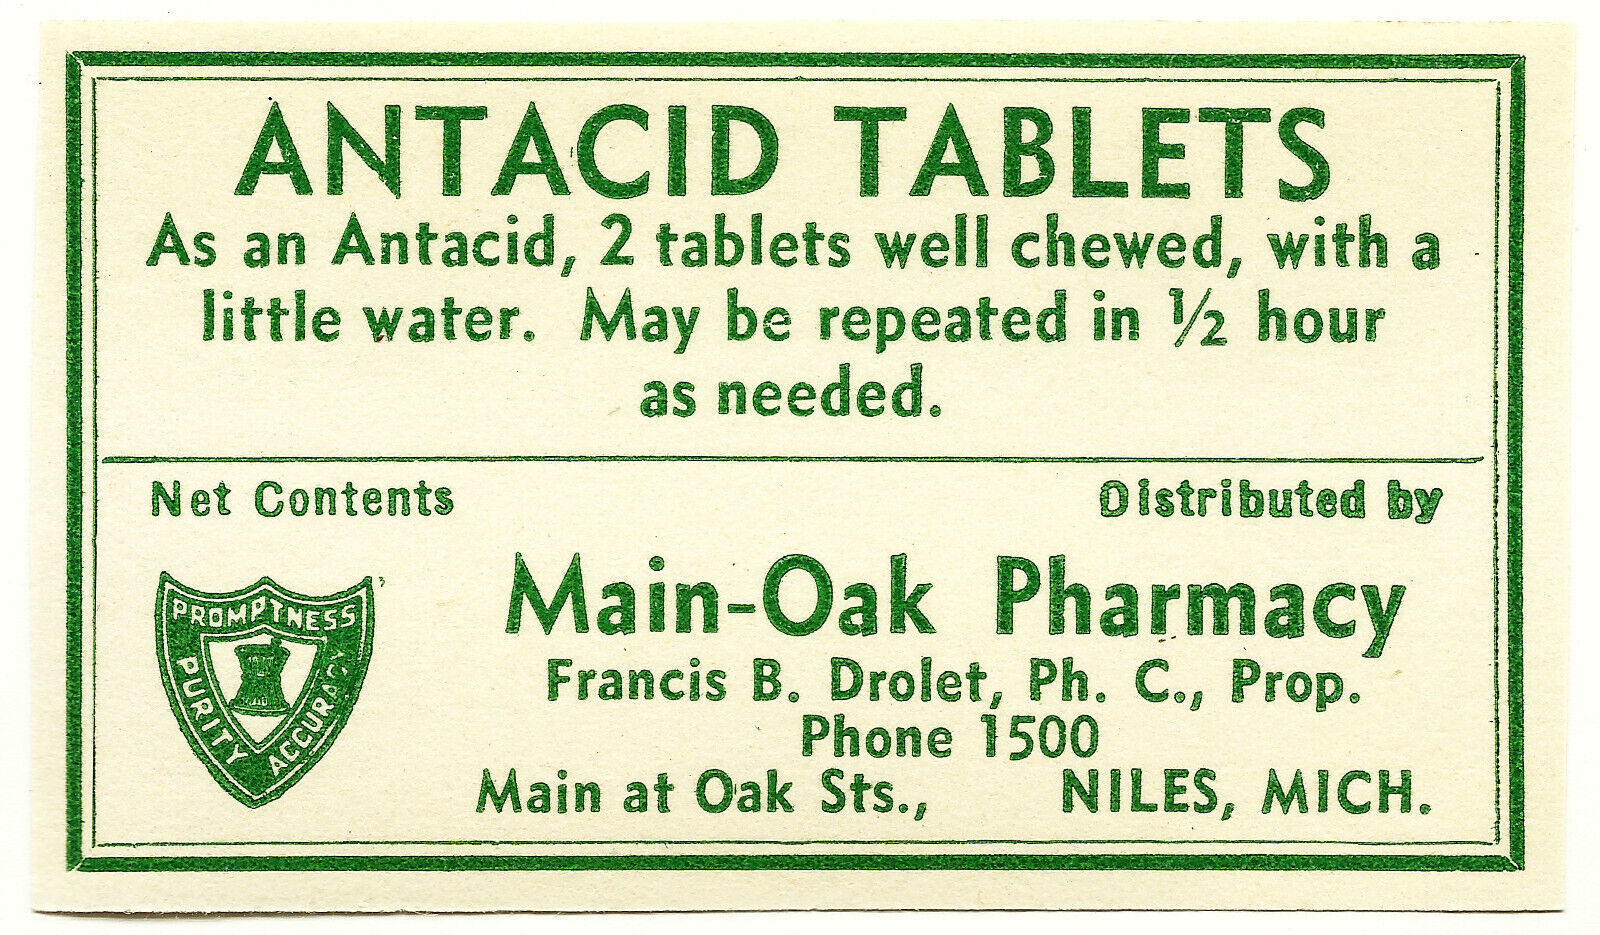 ANTACID TABLETS
As an Antacid, 2 tablets well chewed, with a
little water. May be repeated in ½ hour
as needed.
Net Contents
Distributed by
PROMPTNESS
PURITY
ACCURACY
Main-Oak Pharmacy
Francis B. Drolet, Ph. C., Prop.
Phone 1500
Main at Oak Sts., NILES, MICH.